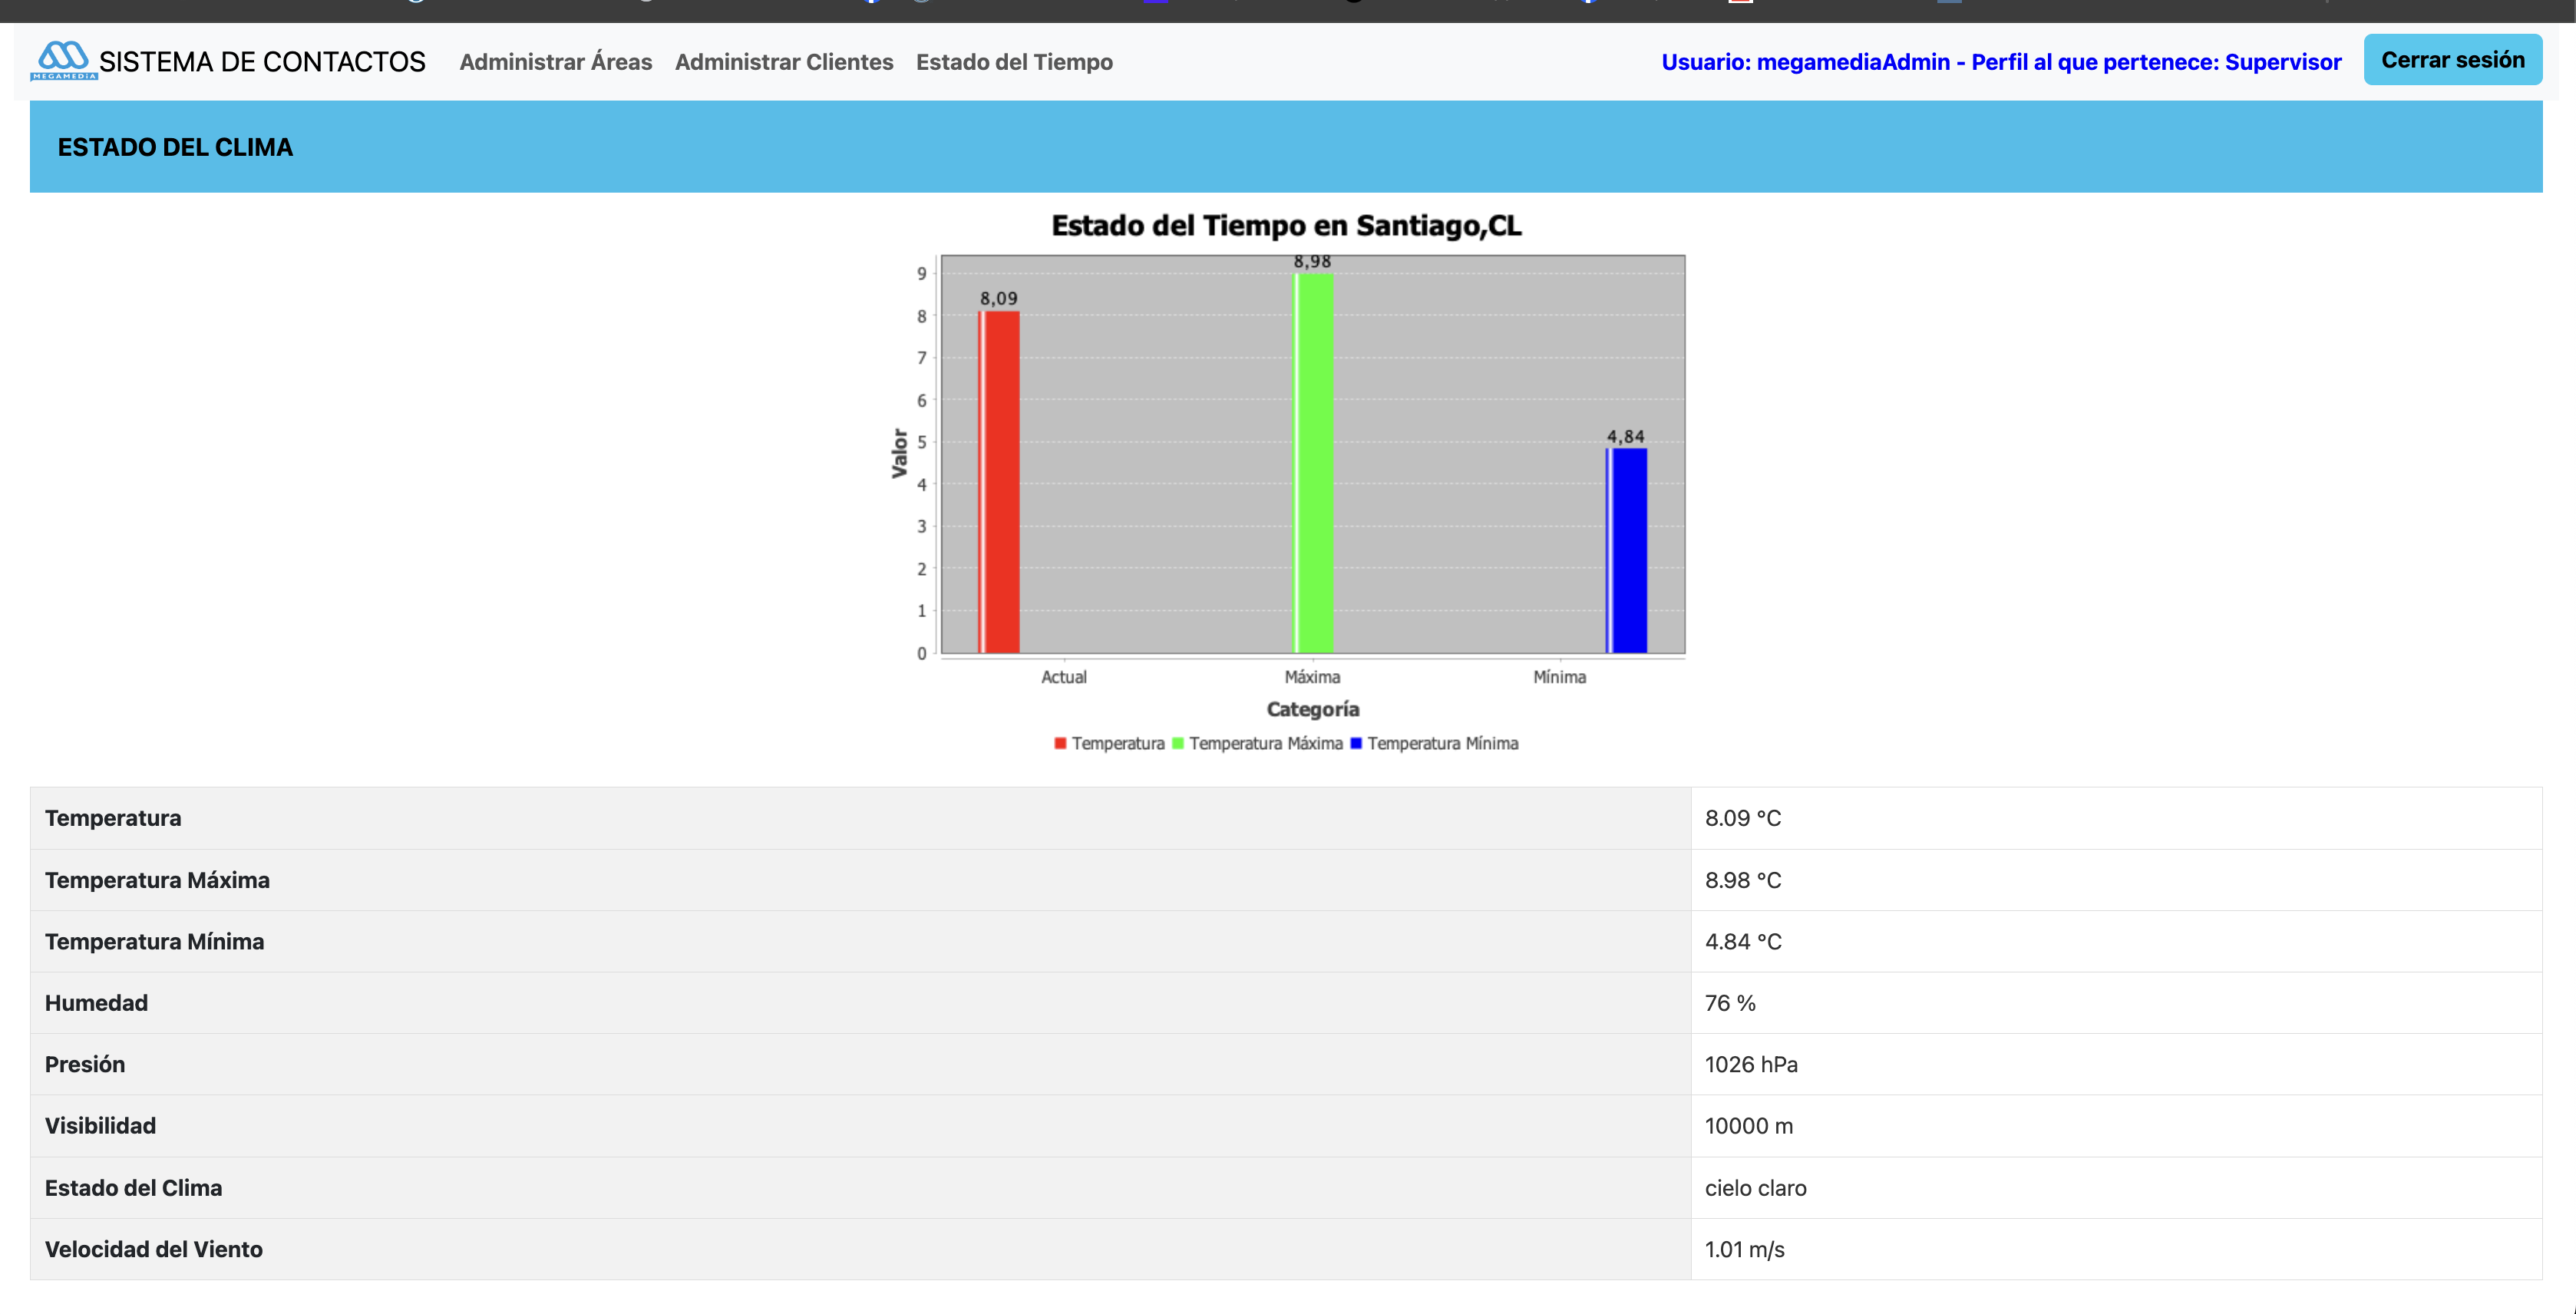 MEGAMEDIA
SISTEMA DE CONTACTOS Administrar Áreas Administrar Clientes Estado del Tiempo Usuario: megamediaAdmin - Perfil al que pertenece: Supervisor Cerrar sesión
ESTADO DEL CLIMA
Estado del Tiempo en Santiago,CL
Valor
9
8
7
6
5
4
3
2
1
0
8,09
8,98
4,84
Actual Máxima Mínima
Categoría
Temperatura Temperatura Máxima Temperatura Mínima
Temperatura 8.09 °C
Temperatura Máxima 8.98 °C
Temperatura Mínima 4.84 °C
Humedad 76 %
Presión 1026 hPa
Visibilidad 10000 m
Estado del Clima cielo claro
Velocidad del Viento 1.01 m/s